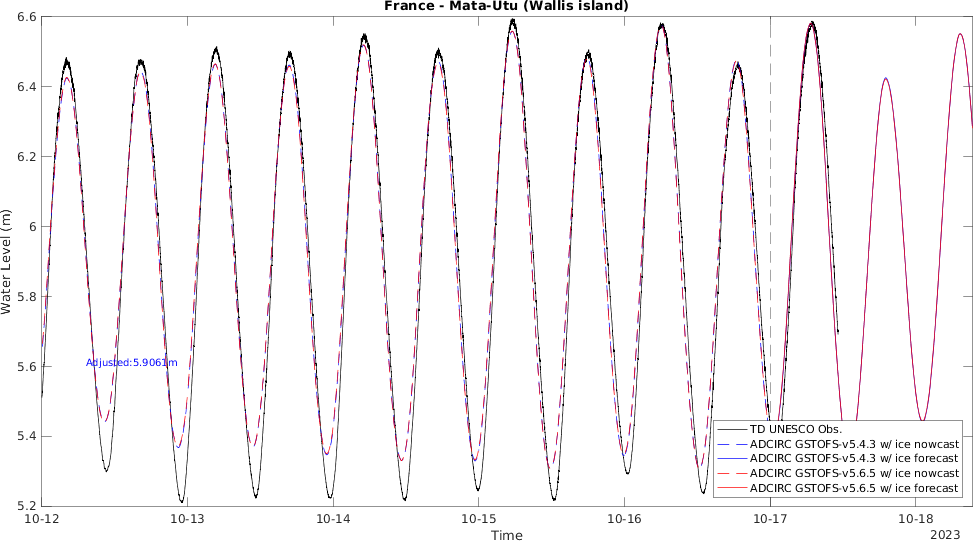 France - Mata-Utu (Wallis island)
6.6
6.4
6.2
6
5.8
5.6
5.4
5.2
Water Level (m)
Adjusted:5.9061m
TD UNESCO Obs.
ADCIRC GSTOFS-v5.4.3 w/ ice nowcast
ADCIRC GSTOFS-v5.4.3 w/ ice forecast
ADCIRC GSTOFS-v5.6.5 w/ ice nowcast
ADCIRC GSTOFS-v5.6.5 w/ ice forecast
10-12 10-13 10-14 10-15 10-16 10-17 10-18
Time
2023